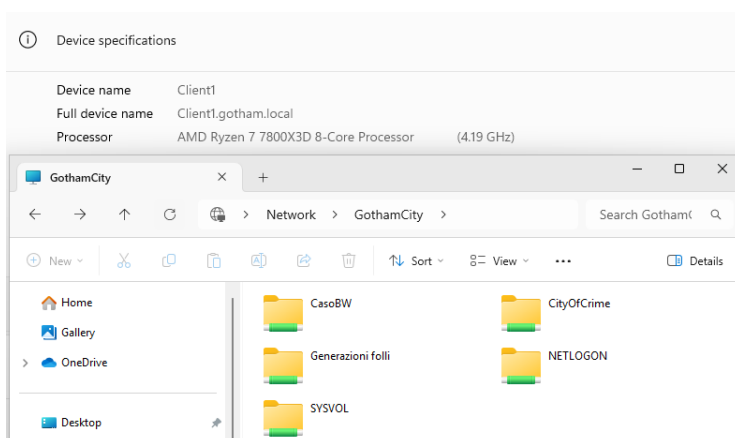 Device specifications
Device name Client1
Full device name Client1.gotham.local
Processor AMD Ryzen 7 7800X3D 8-Core Processor (4.19 GHz)
GothamCity
Network > GothamCity >
Search Gotham(
New
Sort
View
Details
Home
Gallery
OneDrive
Desktop
CasoBW
CityOfCrime
Generazioni folli
NETLOGON
SYSVOL